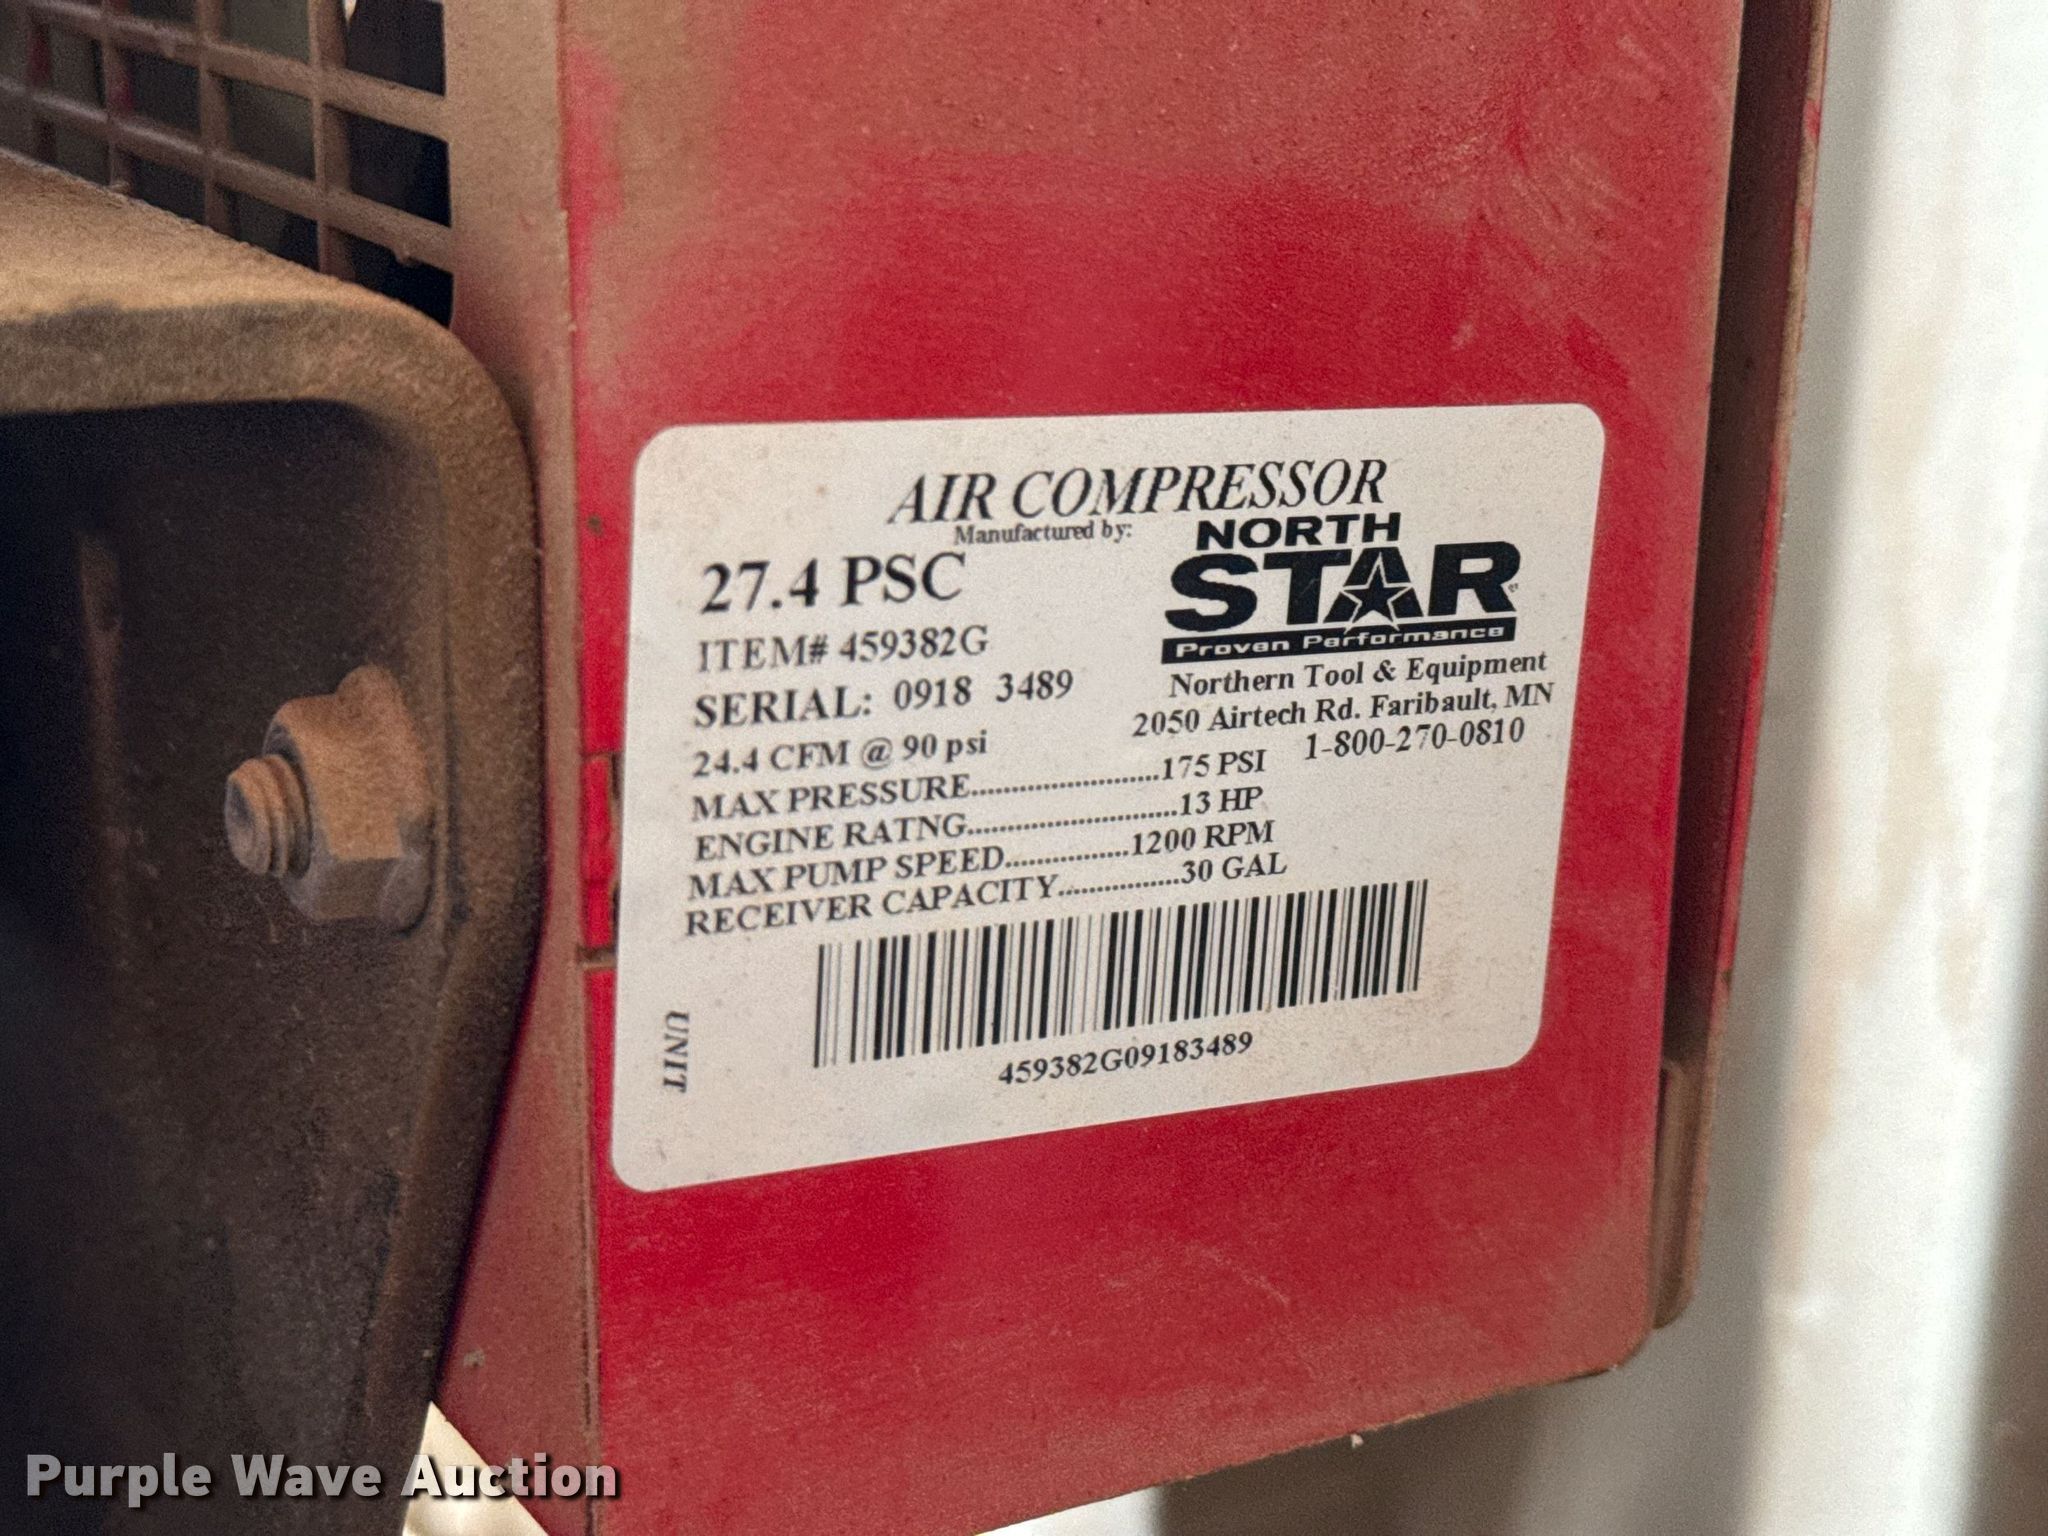 AIR COMPRESSOR
Manufactured by:
NORTH
STAR
Proven Performance
27.4 PSC
ITEM# 459382G
SERIAL: 0918 3489
Northern Tool & Equipment
2050 Airtech Rd. Faribault, MN
1-800-270-0810
24.4 CFM @ 90 psi
MAX PRESSURE.......................175 PSI
ENGINE RATNG..........................13 HP
MAX PUMP SPEED...............1200 RPM
RECEIVER CAPACITY...............30 GAL
UNIT
459382G09183489
Purple Wave Auction